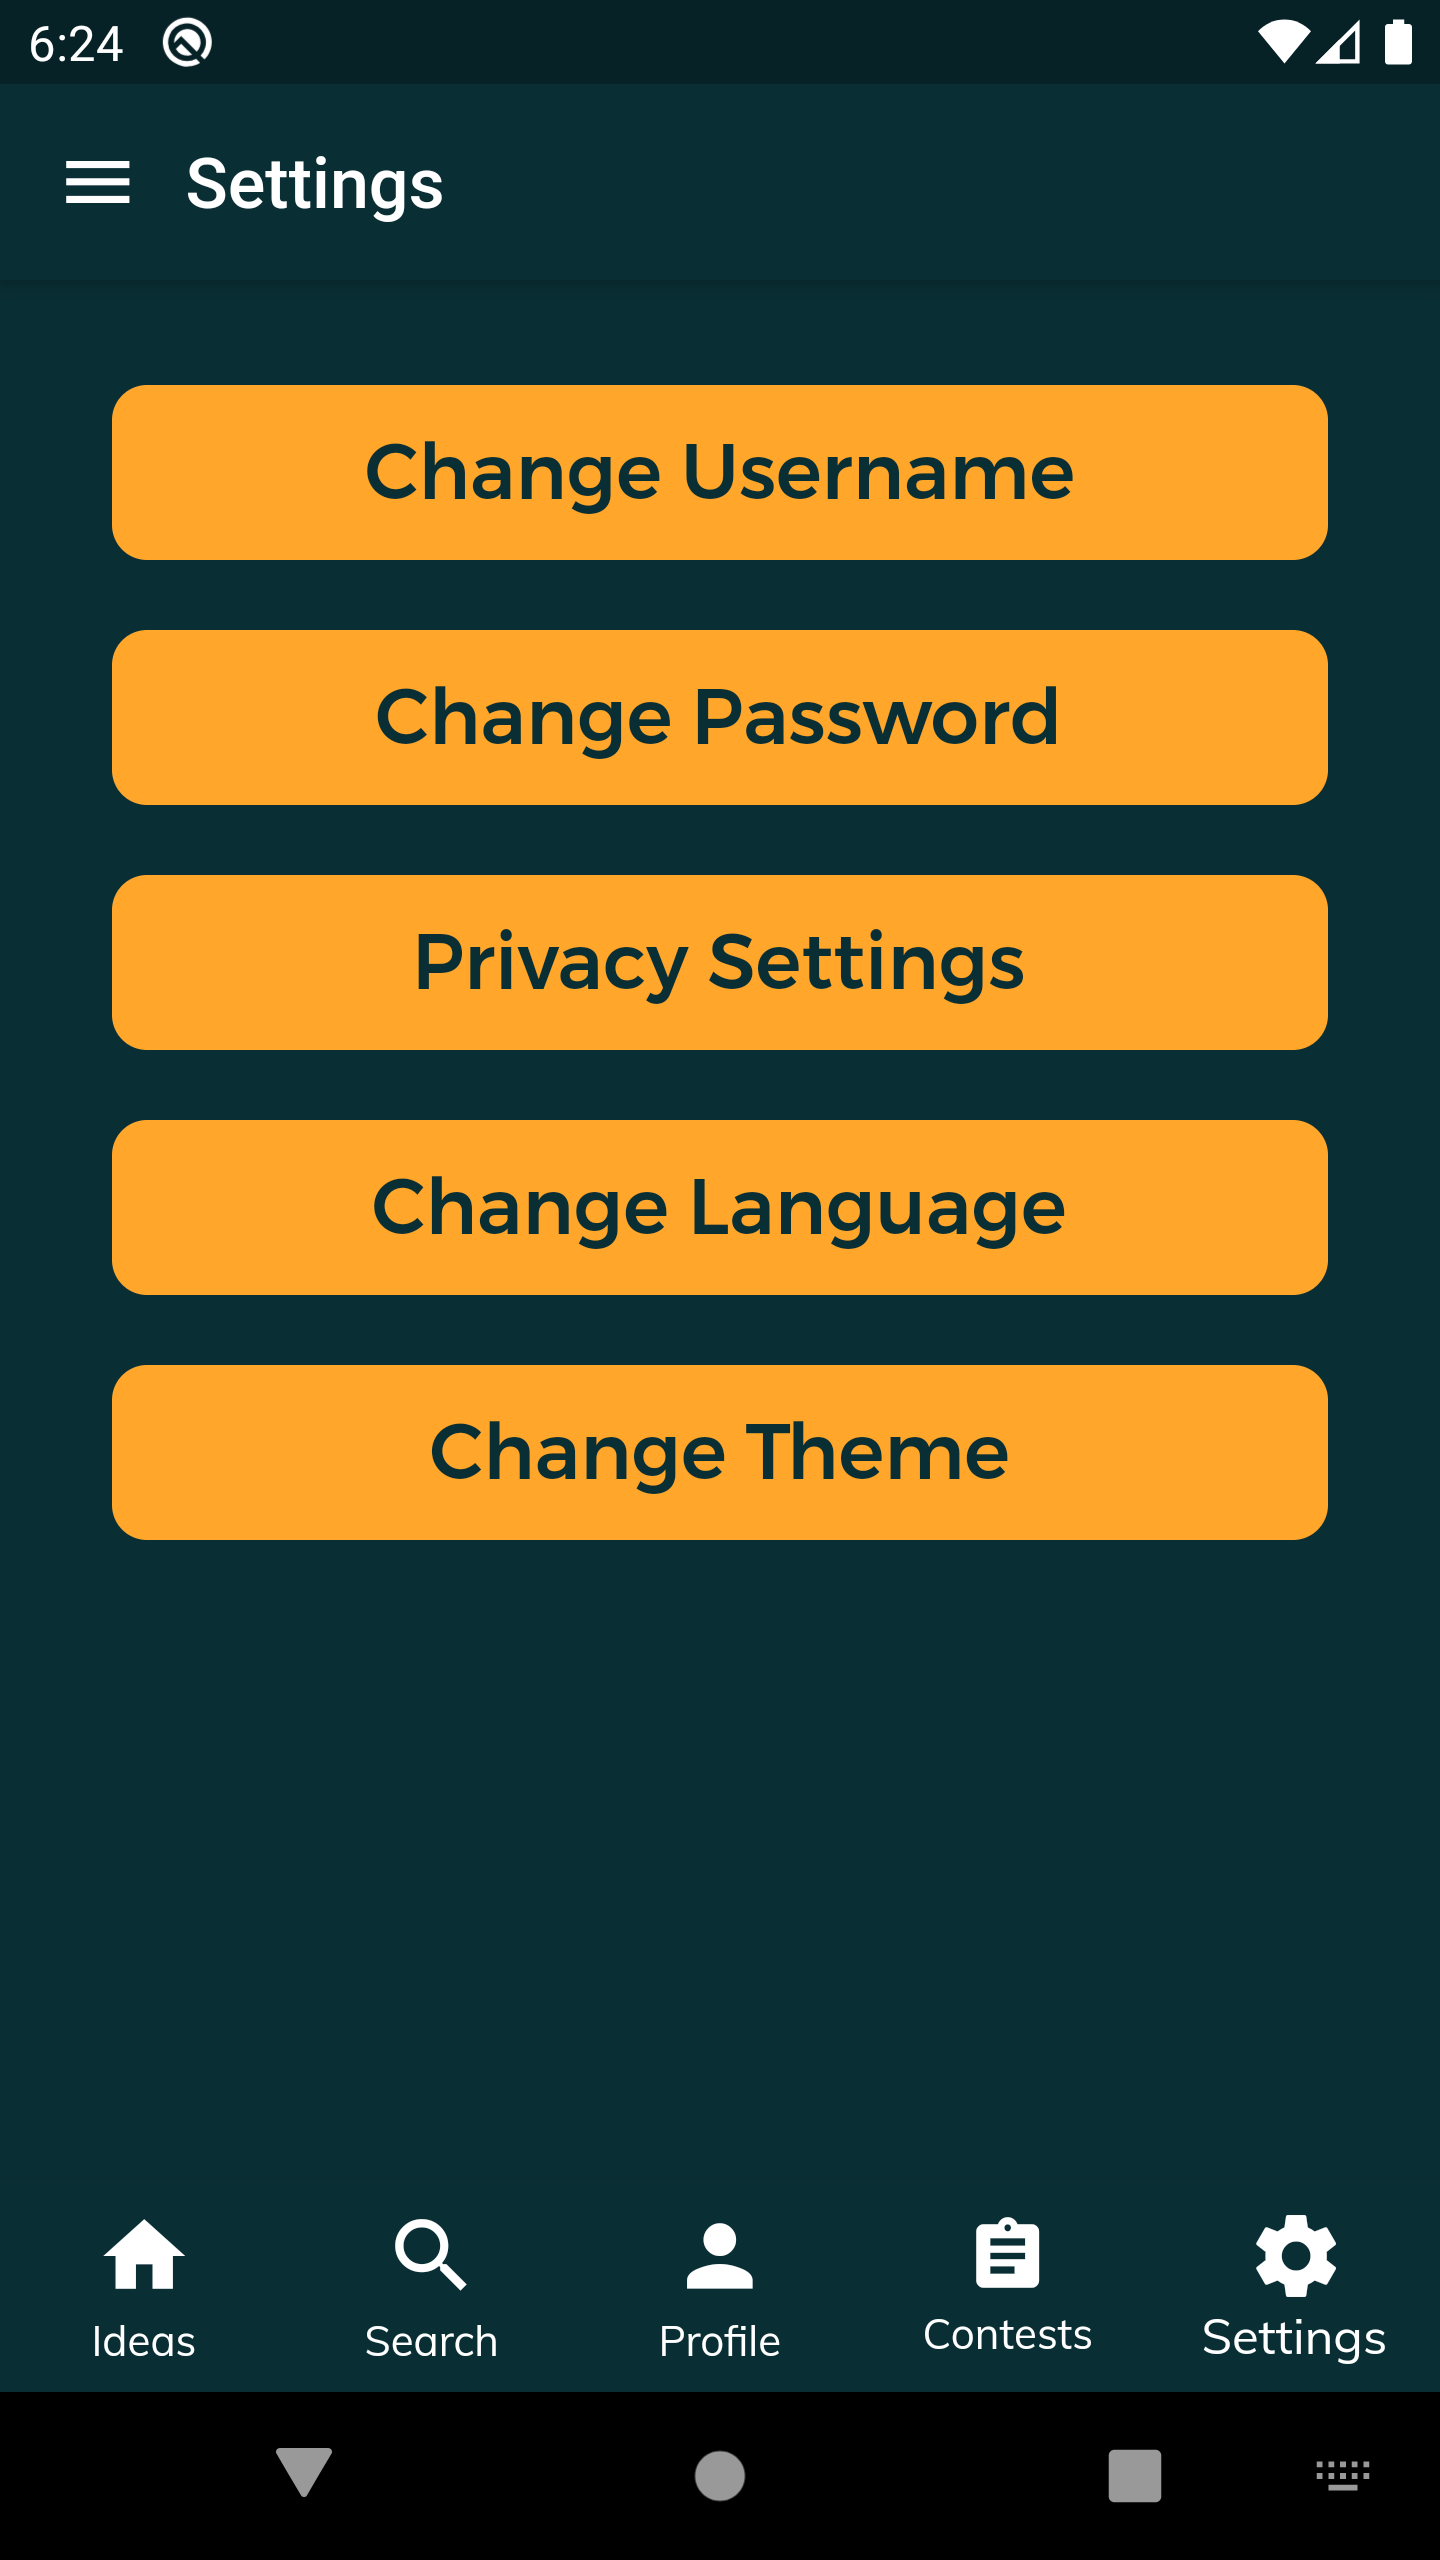 6:24
Settings
Change Username
Change Password
Privacy Settings
Change Language
Change Theme
Ideas
Search
Profile
Contests
Settings